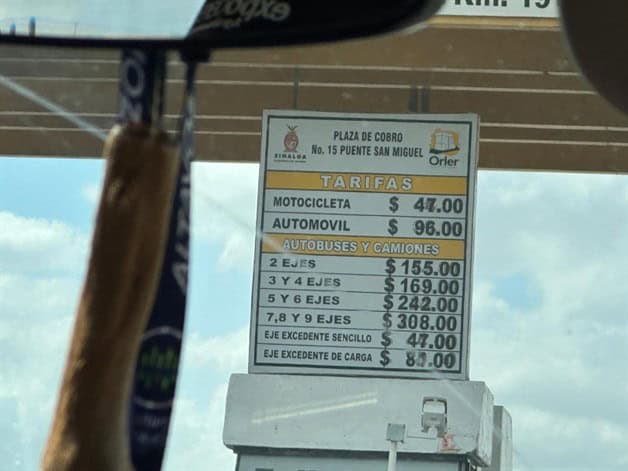 Km. 19
PLAZA DE COBRO
No. 15 PUENTE SAN MIGUEL
SINALOA
Orler
TARIFAS
MOTOCICLETA $ 47.00
AUTOMOVIL $ 96.00
AUTOBUSES Y CAMIONES
2 EJES $ 155.00
3 Y 4 EJES $ 169.00
5 Y 6 EJES $ 242.00
7,8 Y 9 EJES $ 308.00
EJE EXCEDENTE SENCILLO $ 47.00
EJE EXCEDENTE DE CARGA $